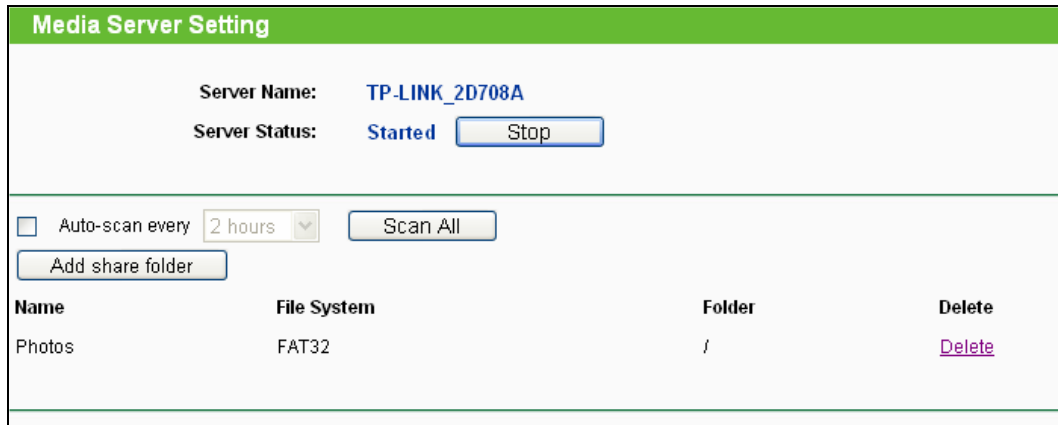 Media Server Setting
Server Name: TP-LINK_2D708A
Server Status: Started Stop
Auto-scan every 2 hours Scan All
Add share folder
Name File System Folder Delete
Photos FAT32 / Delete